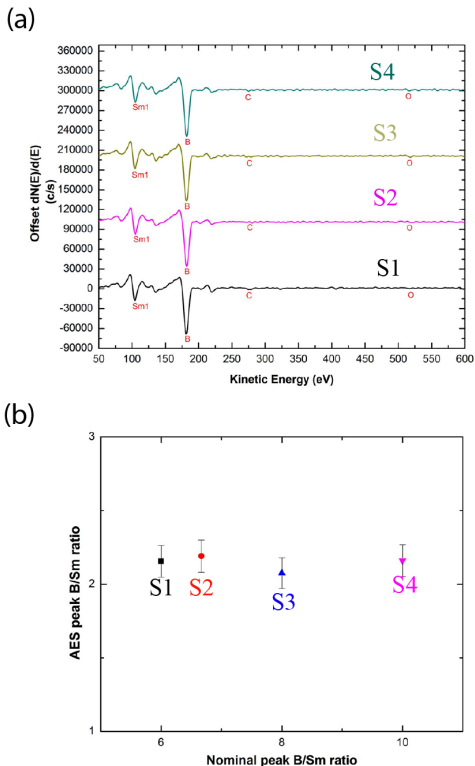 (a)
Offset dN(E)/d(E)
(c/s)
360000
330000
300000
270000
240000
210000
180000
150000
120000
90000
60000
30000
0
-30000
-60000
-90000
S4
Sm1 B C O
S3
Sm1 B C O
S2
Sm1 B C O
S1
Sm1 B C O
50 100 150 200 250 300 350 400 450 500 550 600
Kinetic Energy (eV)
(b)
AES peak B/Sm ratio
3
2
1
S1 S2 S3 S4
6 8 10
Nominal peak B/Sm ratio